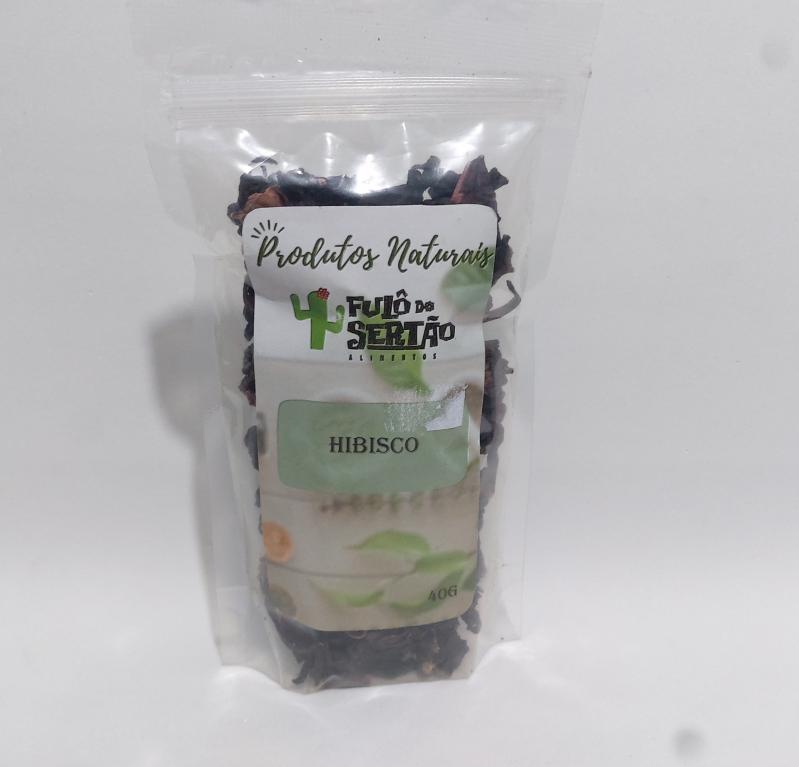 Produtos Naturais
FULÔ DO
SERTÃO
ALIMENTOS
HIBISCO
40G